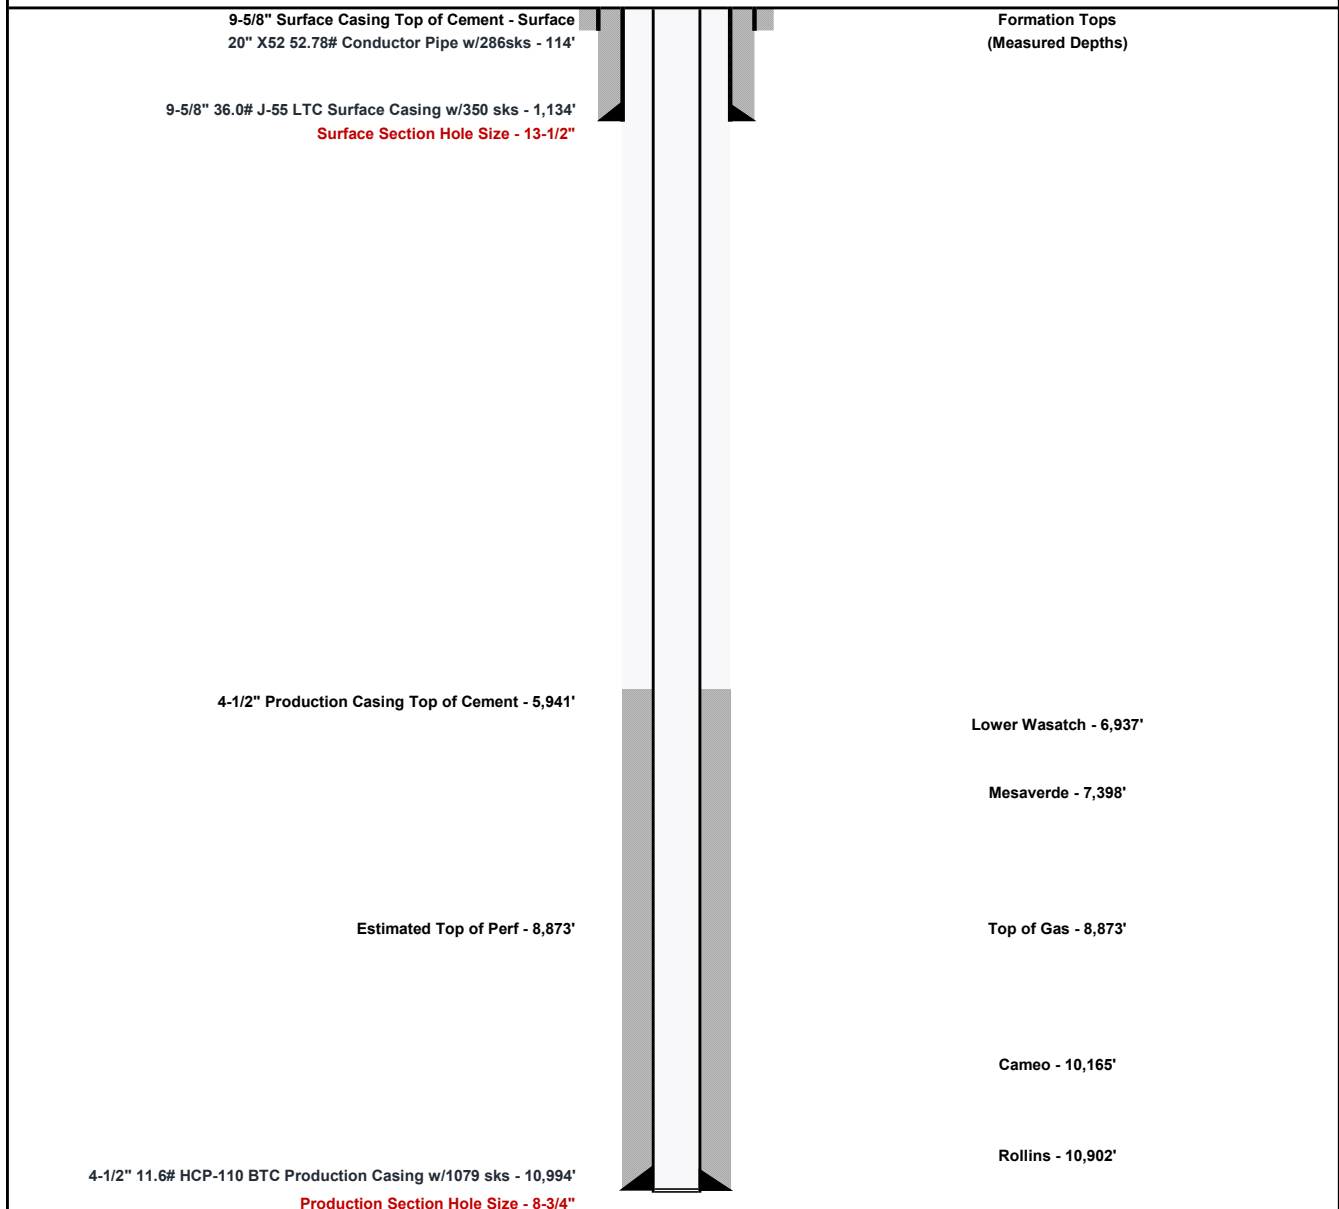 9-5/8" Surface Casing Top of Cement - Surface
Formation Tops
20" X52 52.78# Conductor Pipe w/286sks - 114'
(Measured Depths)
9-5/8" 36.0# J-55 LTC Surface Casing w/350 sks - 1,134'
Surface Section Hole Size - 13-1/2"
4-1/2" Production Casing Top of Cement - 5,941'
Lower Wasatch - 6,937'
Mesaverde - 7,398'
Estimated Top of Perf - 8,873'
Top of Gas - 8,873'
Cameo - 10,165'
Rollins - 10,902'
4-1/2" 11.6# HCP-110 BTC Production Casing w/1079 sks - 10,994'
Production Section Hole Size - 8-3/4"